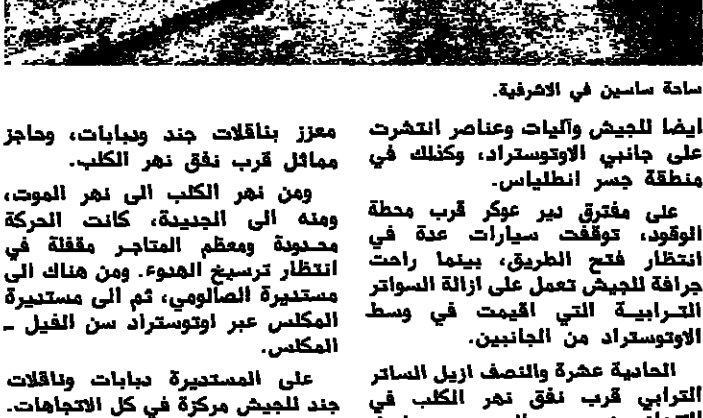 ساحة ساسين في الاشرفية.
ايضا للجيش وآليات وعناصر انتشرت
على جانبي الاوتوستراد، وكذلك في
منطقة جسر انطلياس.
على مفترق دير عوكر قرب محطة
الوقود، توقفت سيارات عدة في
انتظار فتح الطريق، بينما راحت
جرافة للجيش تعمل على ازالة السواتر
الترابية التي اقيمت في وسط
الاوتوستراد من الجانبين.
الحادية عشرة والنصف ازيل الساتر
الترابي قرب نفق نهر الكلب في
معزز بناقلات جند ودبابات، وحاجز
مماثل قرب نفق نهر الكلب.
ومن نهر الكلب الى نهر الموت،
ومنه الى الجديدة، كانت الحركة
محدودة ومعظم المتاجر مقفلة في
انتظار ترسيخ الهدوء. ومن هناك الى
مستديرة الصالومي، ثم الى مستديرة
المكلس عبر اوتوستراد سن الفيل ـ
المكلس.
على المستديرة دبابات وناقلات
جند للجيش مركزة في كل الاتجاهات.